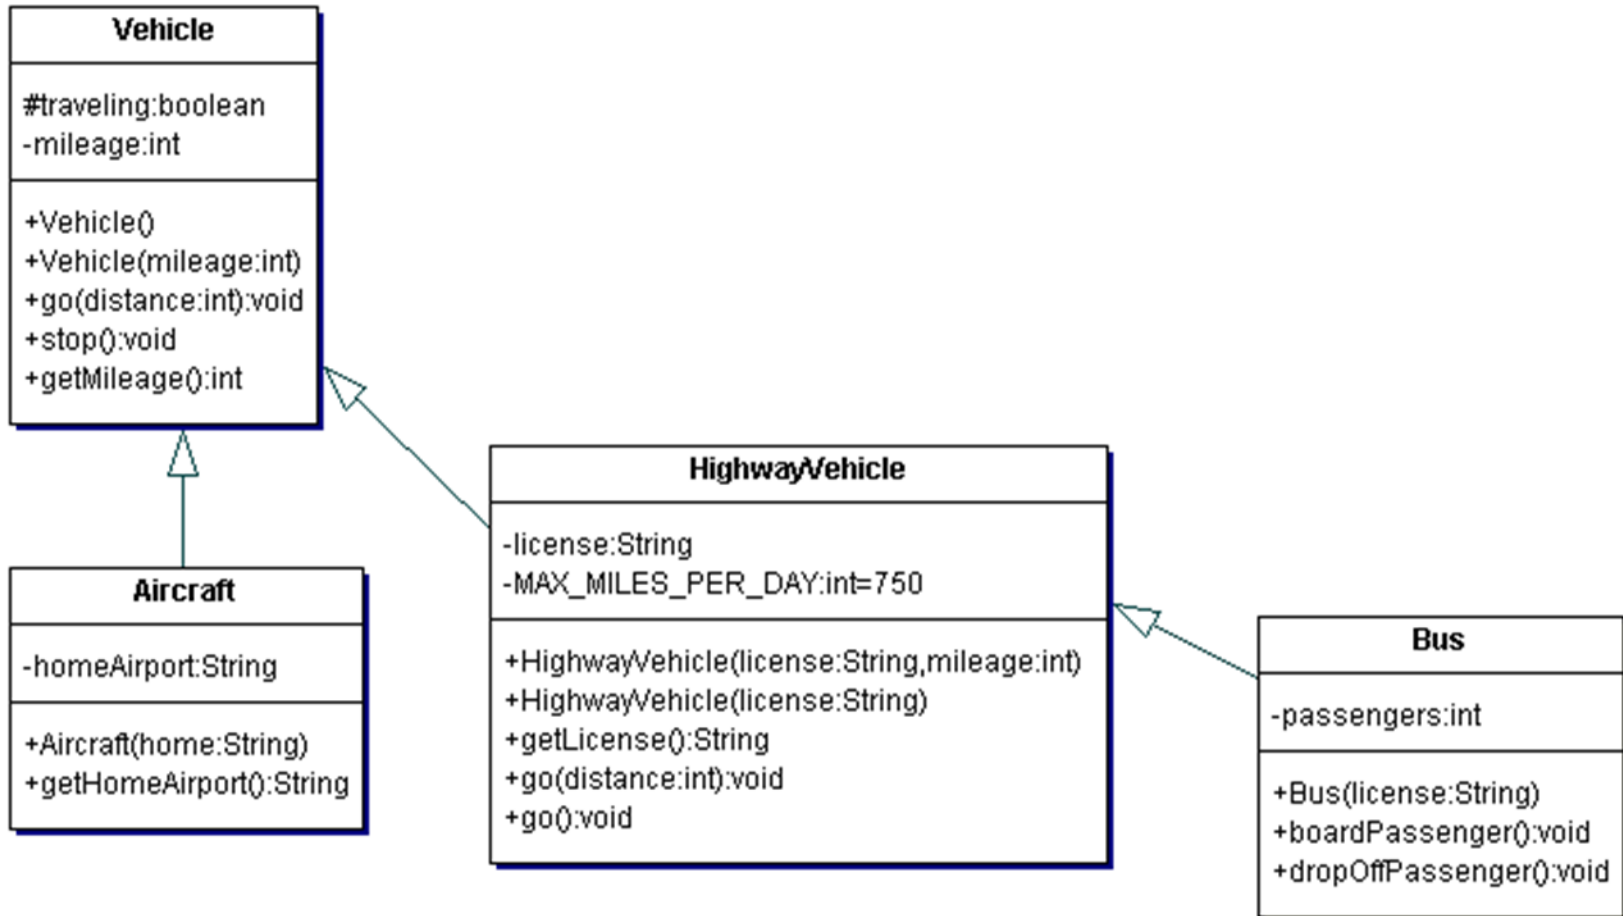 Vehicle
#traveling:boolean
-mileage:int
+Vehicle()
+Vehicle(mileage:int)
+go(distance:int):void
+stop():void
+getMileage():int
Aircraft
-homeAirport:String
+Aircraft(home:String)
+getHomeAirport():String
HighwayVehicle
-license:String
-MAX_MILES_PER_DAY:int=750
+HighwayVehicle(license:String,mileage:int)
+HighwayVehicle(license:String)
+getLicense():String
+go(distance:int):void
+go():void
Bus
-passengers:int
+Bus(license:String)
+boardPassenger():void
+dropOffPassenger():void